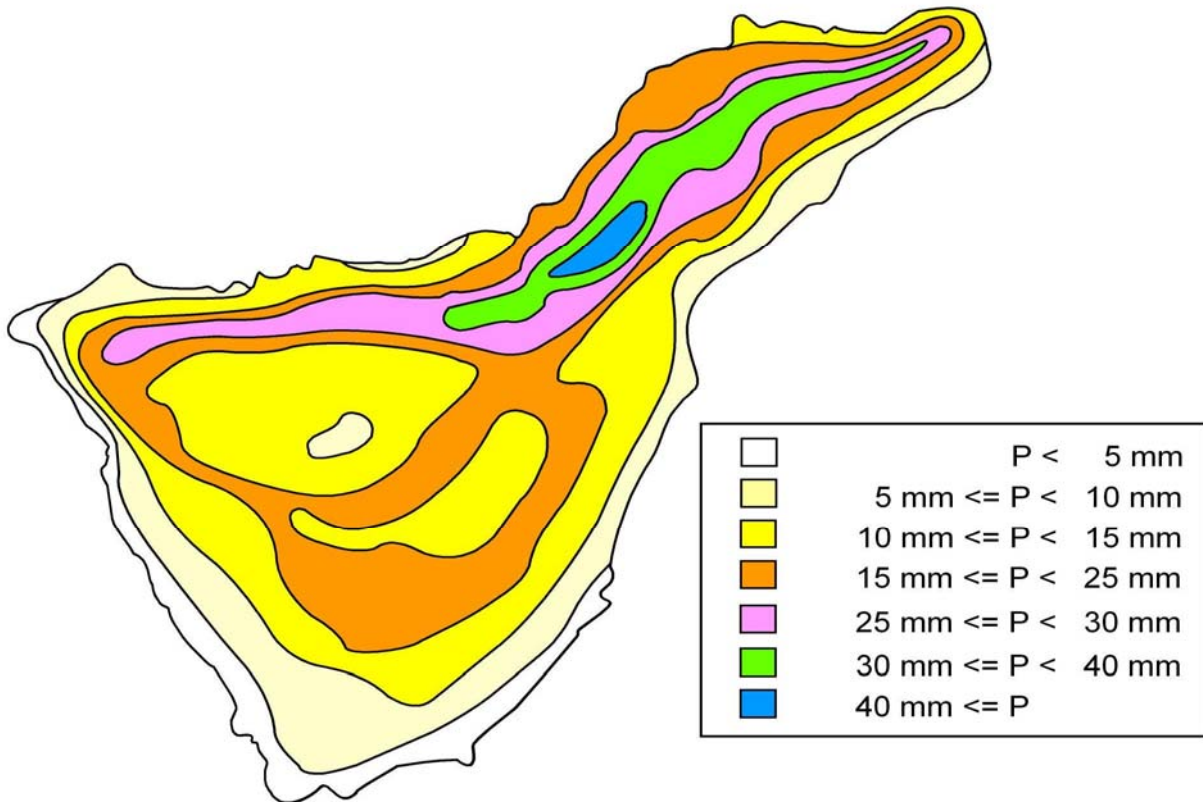 P < 5 mm
5 mm <= P < 10 mm
10 mm <= P < 15 mm
15 mm <= P < 25 mm
25 mm <= P < 30 mm
30 mm <= P < 40 mm
40 mm <= P